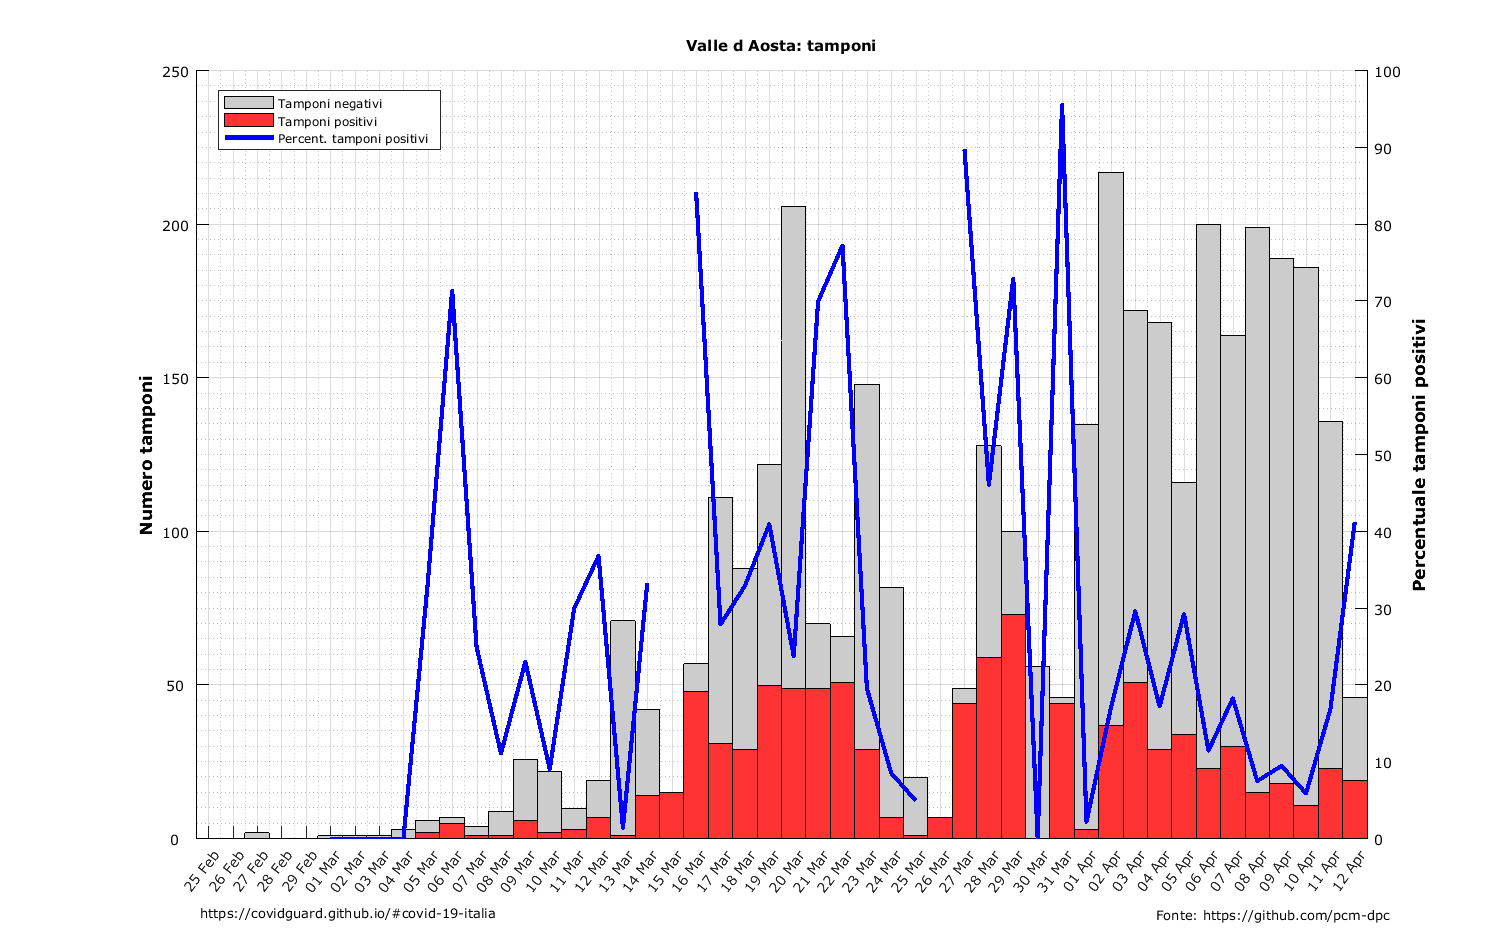 Valle d Aosta: tamponi
Tamponi negativi
Tamponi positivi
Percent. tamponi positivi
Numero tamponi
250
200
150
100
50
0
Percentuale tamponi positivi
100
90
80
70
60
50
40
30
20
10
0
25 Feb
26 Feb
27 Feb
28 Feb
29 Feb
01 Mar
02 Mar
03 Mar
04 Mar
05 Mar
06 Mar
07 Mar
08 Mar
09 Mar
10 Mar
11 Mar
12 Mar
13 Mar
14 Mar
15 Mar
16 Mar
17 Mar
18 Mar
19 Mar
20 Mar
21 Mar
22 Mar
23 Mar
24 Mar
25 Mar
26 Mar
27 Mar
28 Mar
29 Mar
30 Mar
31 Mar
01 Apr
02 Apr
03 Apr
04 Apr
05 Apr
06 Apr
07 Apr
08 Apr
09 Apr
10 Apr
11 Apr
12 Apr
https://covidguard.github.io/#covid-19-italia
Fonte: https://github.com/pcm-dpc